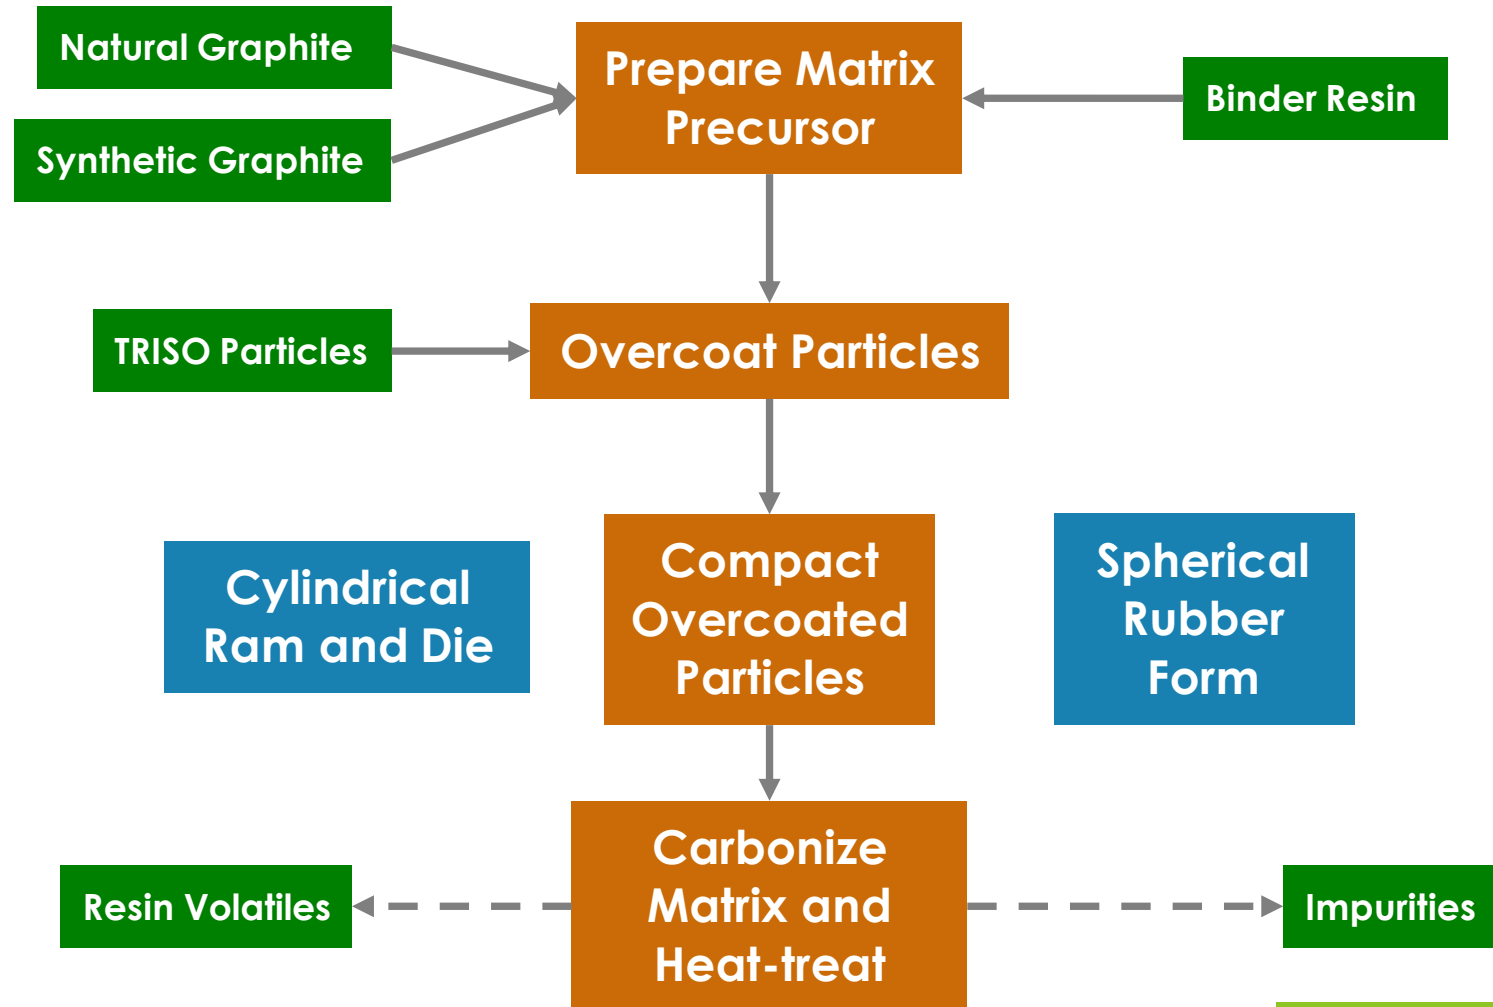 Natural Graphite
Prepare Matrix
Precursor
Binder Resin
Synthetic Graphite
TRISO Particles
Overcoat Particles
Cylindrical
Ram and Die
Compact
Overcoated
Particles
Spherical
Rubber
Form
Carbonize
Matrix and
Heat-treat
Resin Volatiles
Impurities